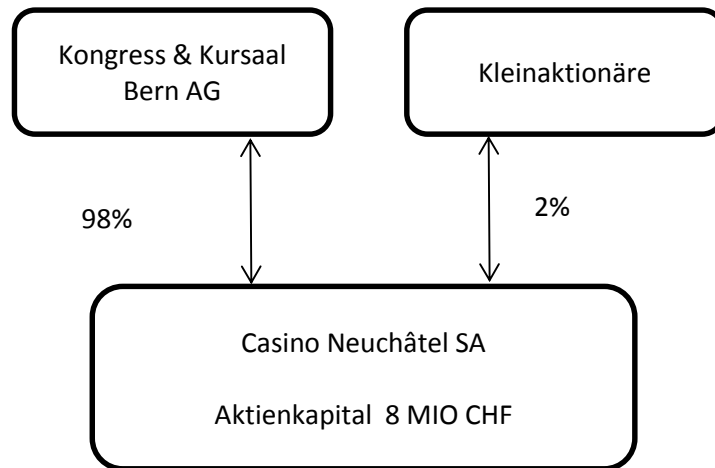 Kongress & Kursaal
Bern AG
Kleinaktionäre
98%
2%
Casino Neuchâtel SA
Aktienkapital 8 MIO CHF